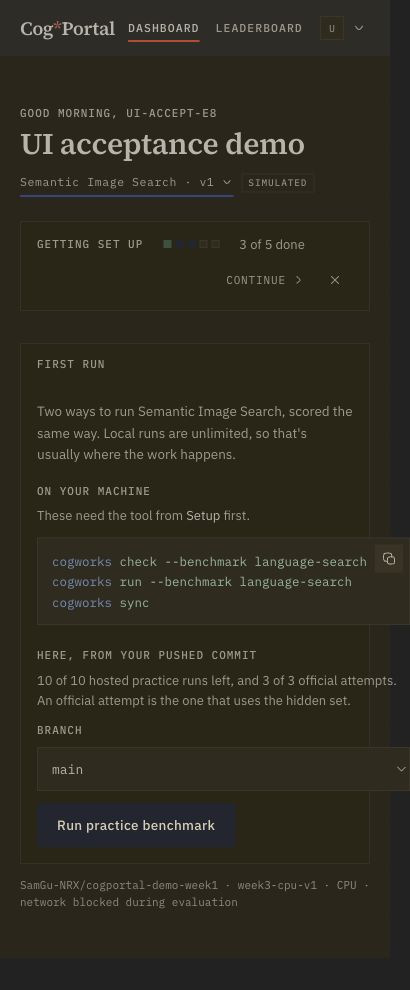 Cog*Portal DASHBOARD LEADERBOARD U
GOOD MORNING, UI-ACCEPT-E8
UI acceptance demo
Semantic Image Search · v1 SIMULATED
GETTING SET UP 3 of 5 done
CONTINUE
FIRST RUN
Two ways to run Semantic Image Search, scored the
same way. Local runs are unlimited, so that's
usually where the work happens.
ON YOUR MACHINE
These need the tool from Setup first.
cogworks check --benchmark language-search
cogworks run --benchmark language-search
cogworks sync
HERE, FROM YOUR PUSHED COMMIT
10 of 10 hosted practice runs left, and 3 of 3 official attempts.
An official attempt is the one that uses the hidden set.
BRANCH
main
Run practice benchmark
SamGu-NRX/cogportal-demo-week1 · week3-cpu-v1 · CPU ·
network blocked during evaluation